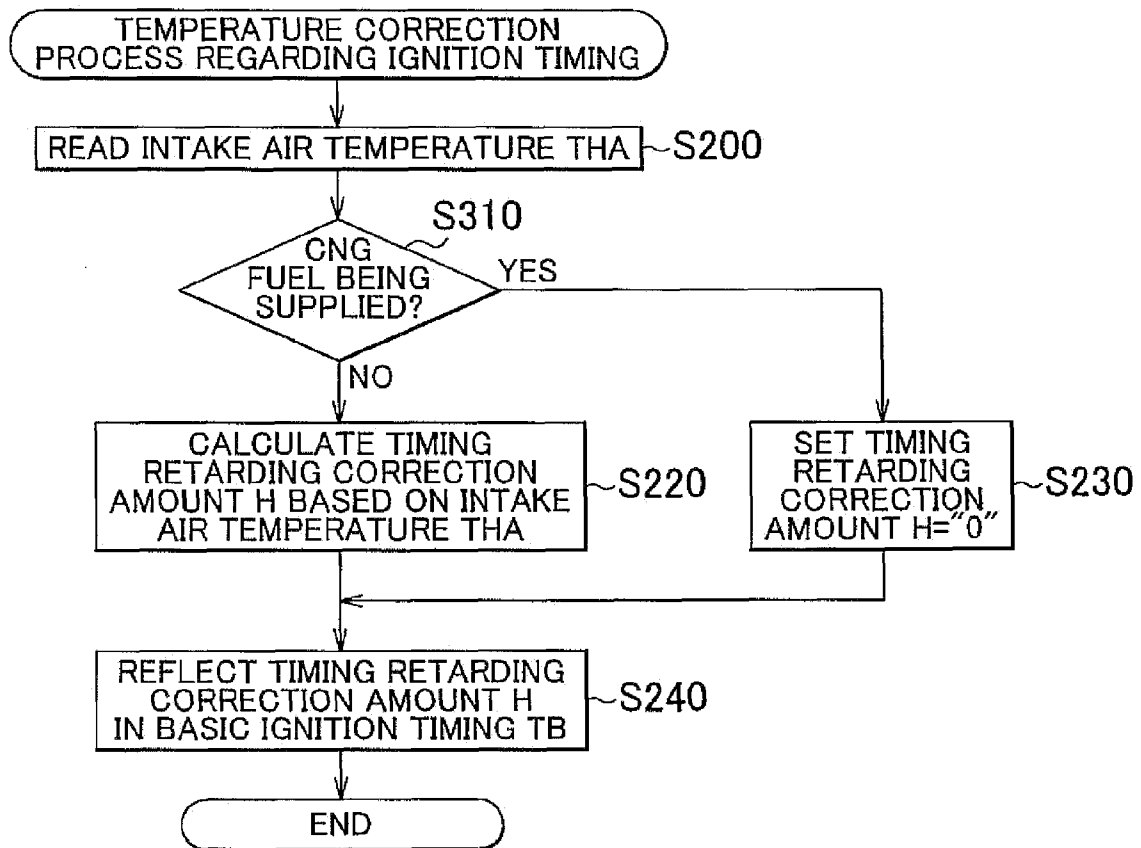 TEMPERATURE CORRECTION
PROCESS REGARDING IGNITION TIMING
READ INTAKE AIR TEMPERATURE THA
S200
S310
CNG
FUEL BEING
SUPPLIED?
YES
NO
CALCULATE TIMING
RETARDING CORRECTION
AMOUNT H BASED ON INTAKE
AIR TEMPERATURE THA
S220
SET TIMING
RETARDING
CORRECTION
AMOUNT H="0"
S230
REFLECT TIMING RETARDING
CORRECTION AMOUNT H
IN BASIC IGNITION TIMING TB
S240
END